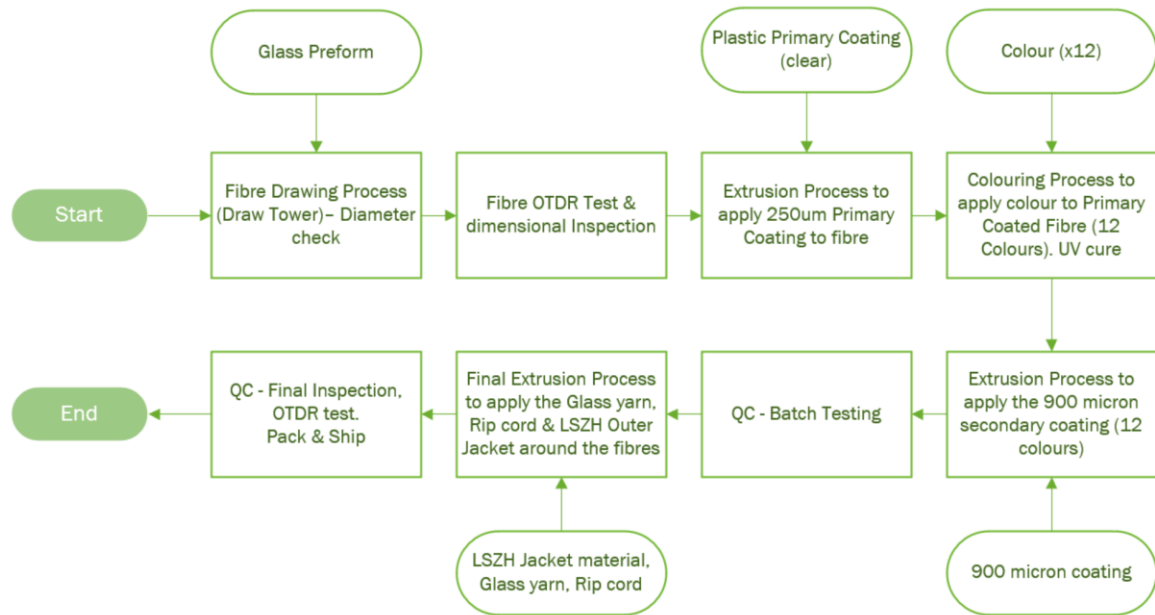 Glass Preform
Plastic Primary Coating
(clear)
Colour (x12)
Start
Fibre Drawing Process
(Draw Tower)– Diameter
check
Fibre OTDR Test &
dimensional Inspection
Extrusion Process to
apply 250um Primary
Coating to fibre
Colouring Process to
apply colour to Primary
Coated Fibre (12
Colours). UV cure
End
QC - Final Inspection,
OTDR test.
Pack & Ship
Final Extrusion Process
to apply the Glass yarn,
Rip cord & LSZH Outer
Jacket around the fibres
QC - Batch Testing
Extrusion Process to
apply the 900 micron
secondary coating (12
colours)
LSZH Jacket material,
Glass yarn, Rip cord
900 micron coating